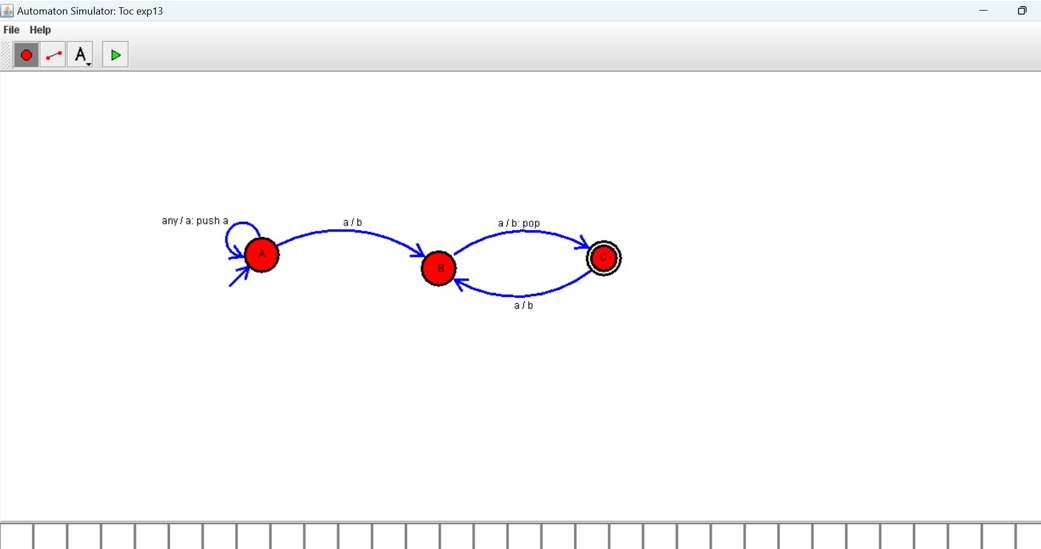 Automaton Simulator: Toc exp13
File Help
A
any / a: push a
a / b
a / b: pop
A
B
C
a / b